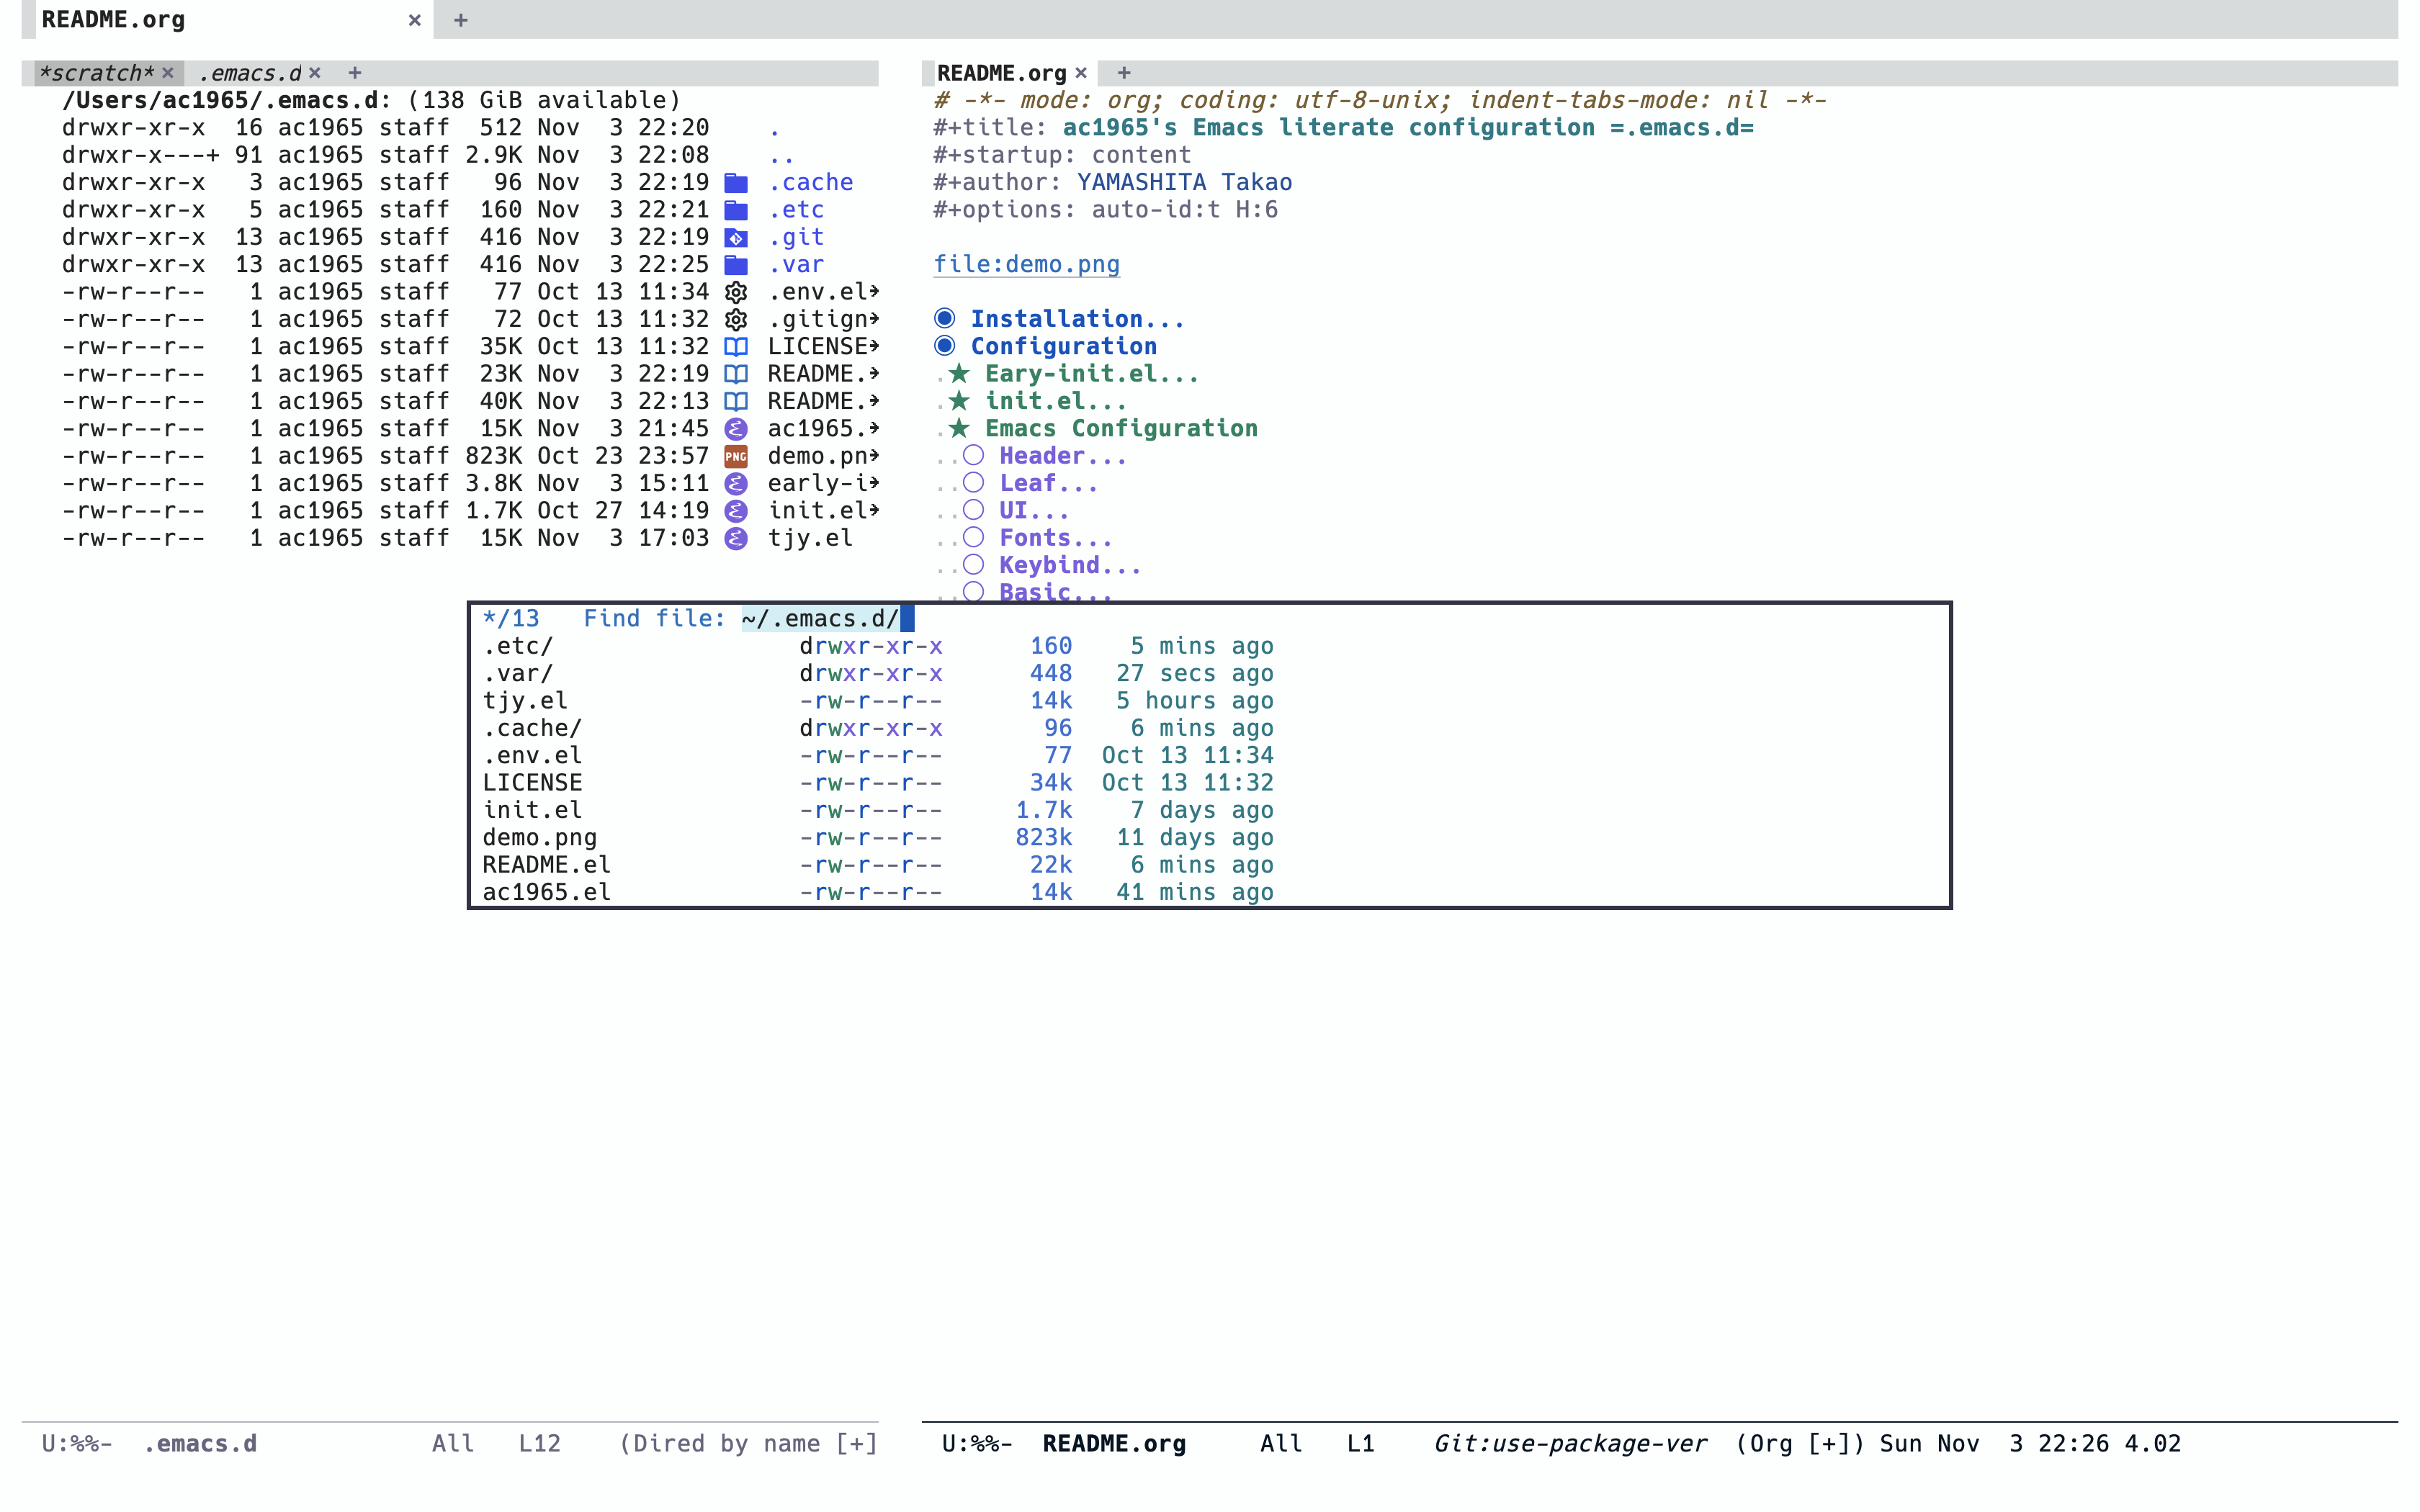 README.org × +
*scratch* × .emacs.d × +
/Users/ac1965/.emacs.d: (138 GiB available)
drwxr-xr-x  16 ac1965 staff  512 Nov  3 22:20 .
drwxr-x---+ 91 ac1965 staff 2.9K Nov  3 22:08 ..
drwxr-xr-x   3 ac1965 staff   96 Nov  3 22:19 .cache
drwxr-xr-x   5 ac1965 staff  160 Nov  3 22:21 .etc
drwxr-xr-x  13 ac1965 staff  416 Nov  3 22:19 .git
drwxr-xr-x  13 ac1965 staff  416 Nov  3 22:25 .var
-rw-r--r--   1 ac1965 staff   77 Oct 13 11:34 .env.el→
-rw-r--r--   1 ac1965 staff   72 Oct 13 11:32 .gitign→
-rw-r--r--   1 ac1965 staff  35K Oct 13 11:32 LICENSE→
-rw-r--r--   1 ac1965 staff  23K Nov  3 22:19 README.→
-rw-r--r--   1 ac1965 staff  40K Nov  3 22:13 README.→
-rw-r--r--   1 ac1965 staff  15K Nov  3 21:45 ac1965.→
-rw-r--r--   1 ac1965 staff 823K Oct 23 23:57 PNG demo.pn→
-rw-r--r--   1 ac1965 staff 3.8K Nov  3 15:11 early-i→
-rw-r--r--   1 ac1965 staff 1.7K Oct 27 14:19 init.el→
-rw-r--r--   1 ac1965 staff  15K Nov  3 17:03 tjy.el
README.org × +
# -*- mode: org; coding: utf-8-unix; indent-tabs-mode: nil -*-
#+title: ac1965's Emacs literate configuration =.emacs.d=
#+startup: content
#+author: YAMASHITA Takao
#+options: auto-id:t H:6
file:demo.png
◉ Installation...
◉ Configuration
.★ Eary-init.el...
.★ init.el...
.★ Emacs Configuration
..○ Header...
..○ Leaf...
..○ UI...
..○ Fonts...
..○ Keybind...
..○ Basic...
*/13   Find file: ~/.emacs.d/
.etc/ drwxr-xr-x 160 5 mins ago
.var/ drwxr-xr-x 448 27 secs ago
tjy.el -rw-r--r-- 14k 5 hours ago
.cache/ drwxr-xr-x 96 6 mins ago
.env.el -rw-r--r-- 77 Oct 13 11:34
LICENSE -rw-r--r-- 34k Oct 13 11:32
init.el -rw-r--r-- 1.7k 7 days ago
demo.png -rw-r--r-- 823k 11 days ago
README.el -rw-r--r-- 22k 6 mins ago
ac1965.el -rw-r--r-- 14k 41 mins ago
U:%%-  .emacs.d   All   L12   (Dired by name [+]
U:%%-  README.org   All   L1   Git:use-package-ver  (Org [+]) Sun Nov  3 22:26 4.02